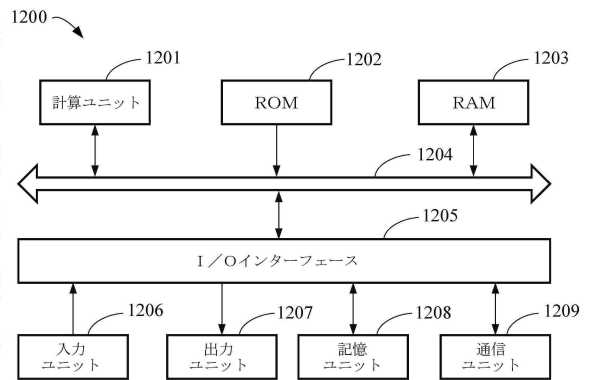 1200
1201
1202
1203
計算ユニット
ROM
RAM
1204
1205
Ｉ／Ｏインターフェース
1206
1207
1208
1209
入力
ユニット
出力
ユニット
記憶
ユニット
通信
ユニット